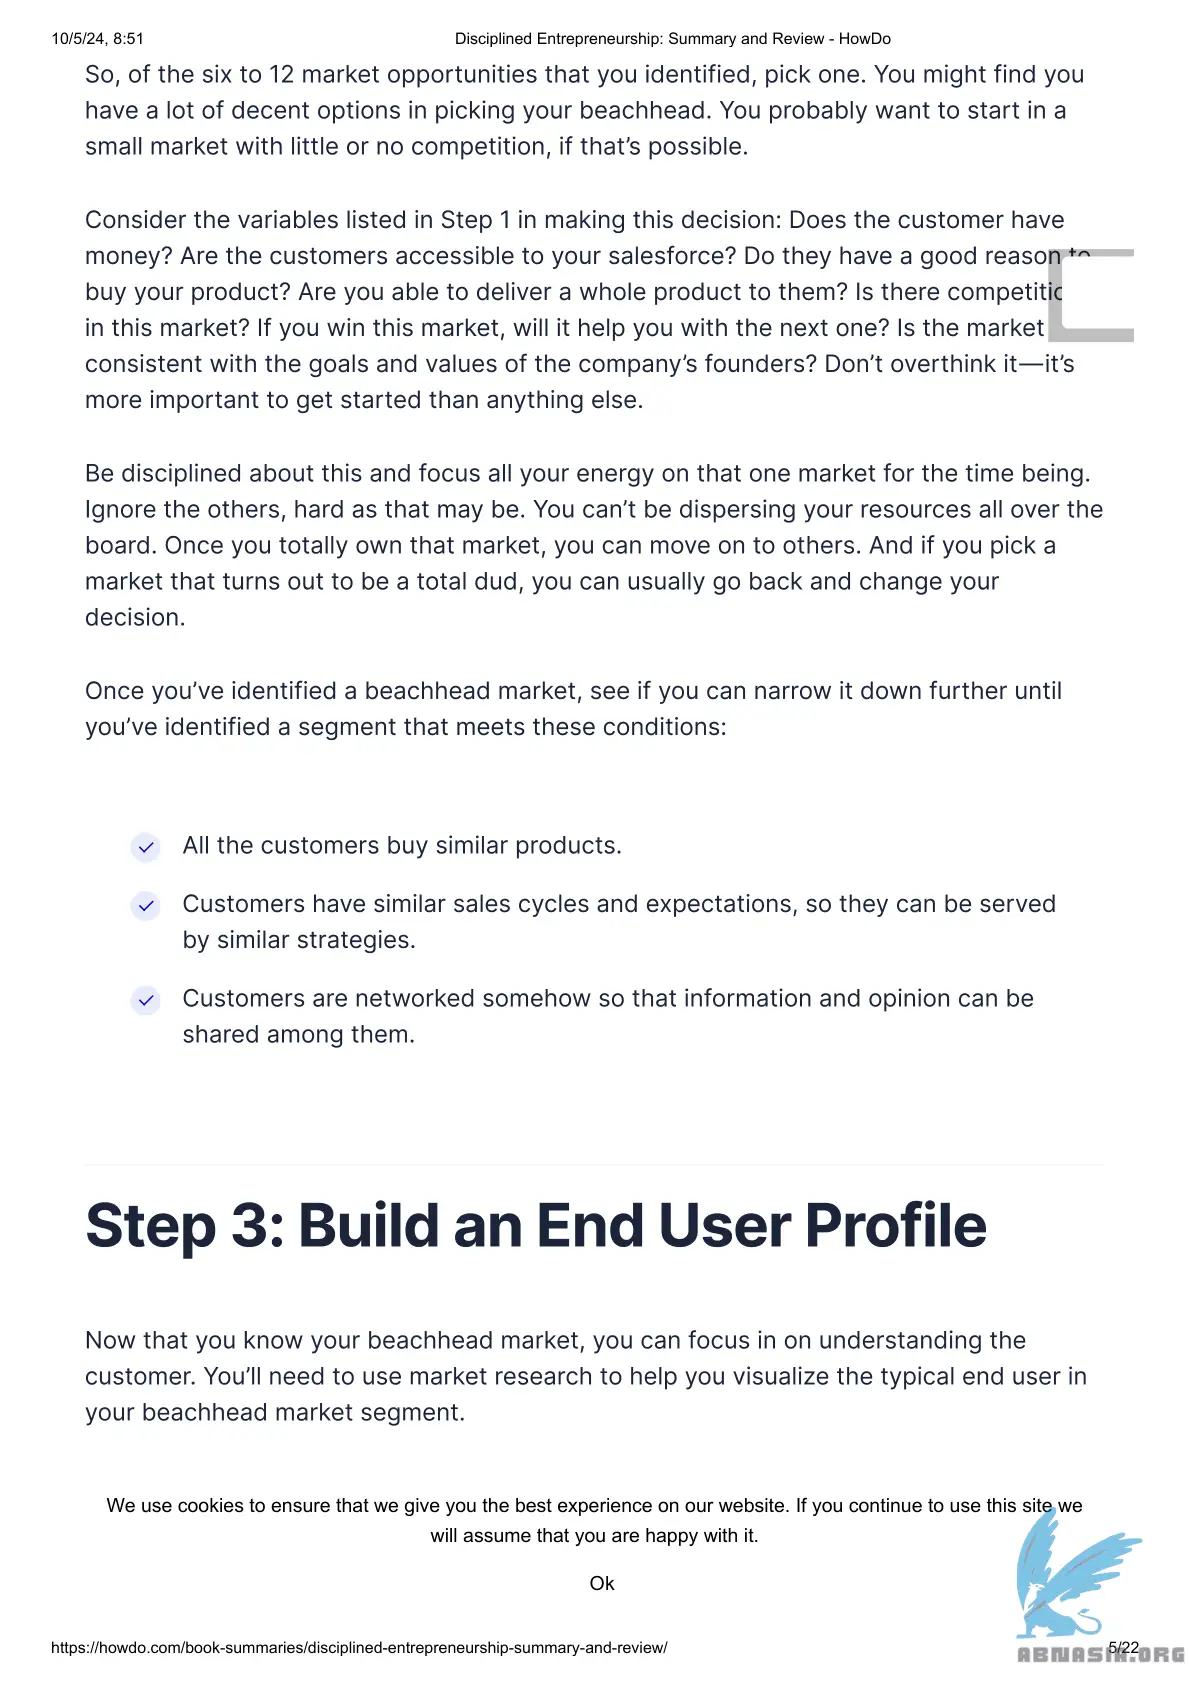 10/5/24, 8:51 Disciplined Entrepreneurship: Summary and Review - HowDo
So, of the six to 12 market opportunities that you identified, pick one. You might find you
have a lot of decent options in picking your beachhead. You probably want to start in a
small market with little or no competition, if that’s possible.
Consider the variables listed in Step 1 in making this decision: Does the customer have
money? Are the customers accessible to your salesforce? Do they have a good reason to
buy your product? Are you able to deliver a whole product to them? Is there competitio
in this market? If you win this market, will it help you with the next one? Is the market
consistent with the goals and values of the company’s founders? Don’t overthink it—it’s
more important to get started than anything else.
Be disciplined about this and focus all your energy on that one market for the time being.
Ignore the others, hard as that may be. You can’t be dispersing your resources all over the
board. Once you totally own that market, you can move on to others. And if you pick a
market that turns out to be a total dud, you can usually go back and change your
decision.
Once you’ve identified a beachhead market, see if you can narrow it down further until
you’ve identified a segment that meets these conditions:
All the customers buy similar products.
Customers have similar sales cycles and expectations, so they can be served
by similar strategies.
Customers are networked somehow so that information and opinion can be
shared among them.
Step 3: Build an End User Profile
Now that you know your beachhead market, you can focus in on understanding the
customer. You’ll need to use market research to help you visualize the typical end user in
your beachhead market segment.
We use cookies to ensure that we give you the best experience on our website. If you continue to use this site we
will assume that you are happy with it.
Ok
https://howdo.com/book-summaries/disciplined-entrepreneurship-summary-and-review/ 5/22
ABNASIA.ORG